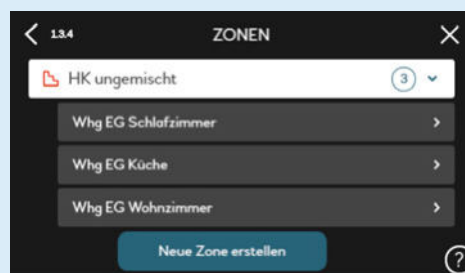 1.3.4 ZONEN
HK ungemischt 3
Whg EG Schlafzimmer
Whg EG Küche
Whg EG Wohnzimmer
Neue Zone erstellen
?